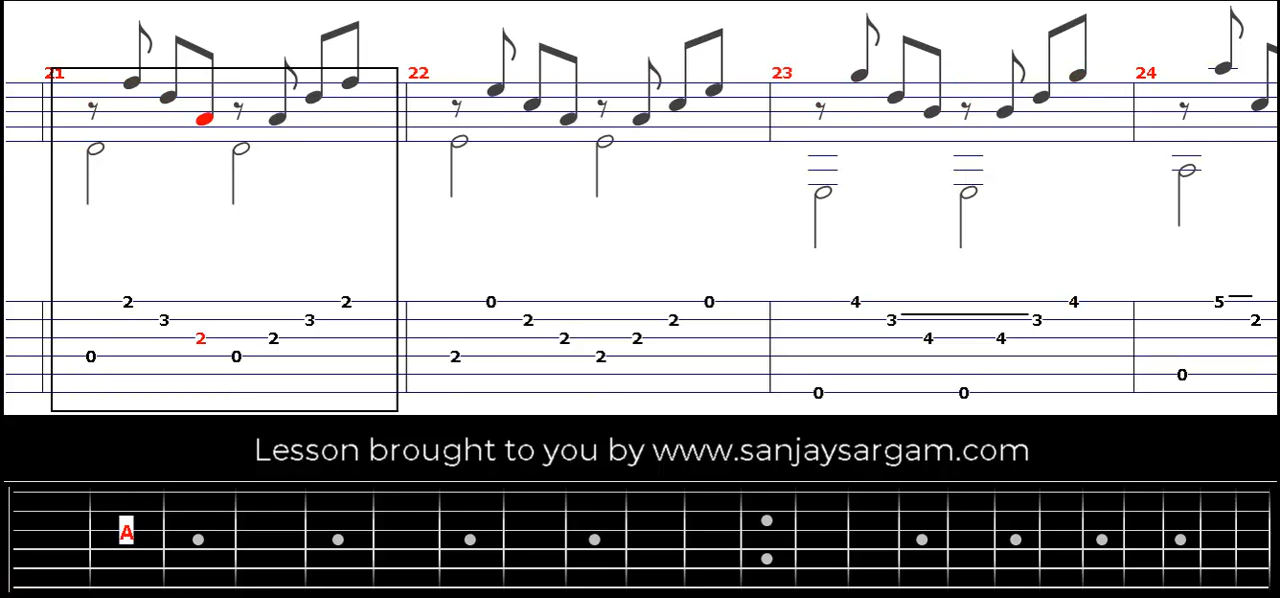 21 22 23 24
2 2 0 0 4 4 5
3 3 2 2 3 3 2
2 2 2 2 4 4
0 0 2 2
0
0 0
Lesson brought to you by www.sanjaysargam.com
A